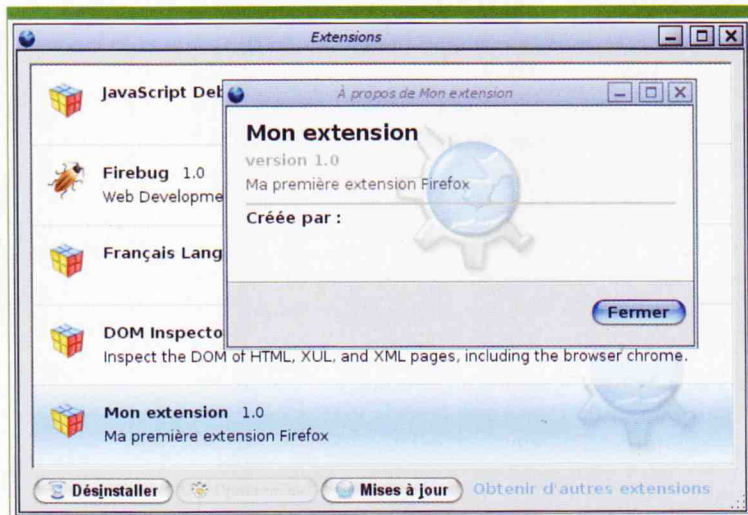 Extensions
JavaScript Deb
À propos de Mon extension
Mon extension
version 1.0
Ma première extension Firefox
Créée par :
Fermer
Firebug 1.0
Web Developme
Français Lang
DOM Inspecto
Inspect the DOM of HTML, XUL, and XML pages, including the browser chrome.
Mon extension 1.0
Ma première extension Firefox
Désinstaller
Mises à jour
Obtenir d'autres extensions